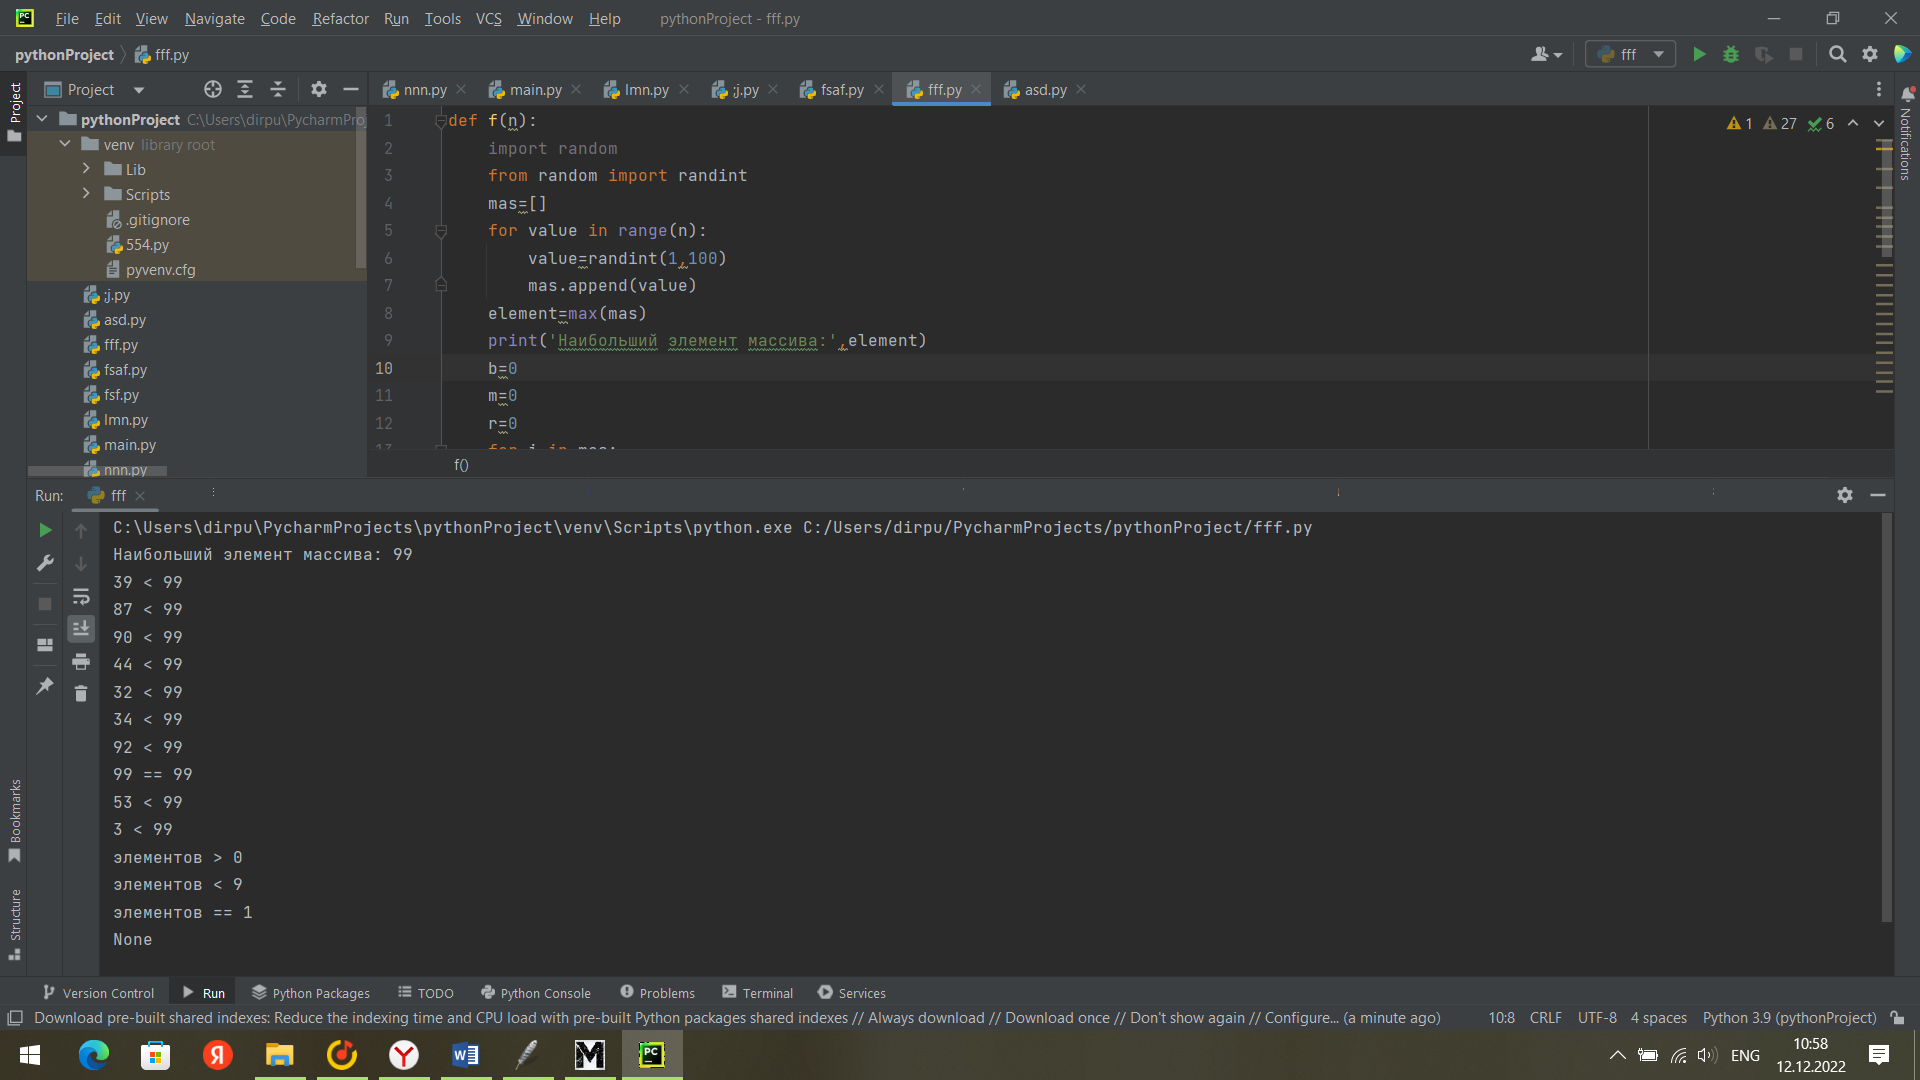 File Edit View Navigate Code Refactor Run Tools VCS Window Help pythonProject - fff.py
pythonProject fff.py fff
Project
Project
nnn.py main.py lmn.py ;j.py fsaf.py fff.py asd.py
Notifications
pythonProject C:\Users\dirpu\PycharmProj
venv library root
Lib
Scripts
.gitignore
554.py
pyvenv.cfg
;j.py
asd.py
fff.py
fsaf.py
fsf.py
lmn.py
main.py
nnn.py
1 27 6
1 def f(n):
2 import random
3 from random import randint
4 mas=[]
5 for value in range(n):
6 value=randint(1,100)
7 mas.append(value)
8 element=max(mas)
9 print('Наибольший элемент массива:',element)
10 b=0
11 m=0
12 r=0
f()
Run: fff
C:\Users\dirpu\PycharmProjects\pythonProject\venv\Scripts\python.exe C:/Users/dirpu/PycharmProjects/pythonProject/fff.py
Наибольший элемент массива: 99
39 < 99
87 < 99
90 < 99
44 < 99
32 < 99
34 < 99
92 < 99
99 == 99
53 < 99
3 < 99
элементов > 0
элементов < 9
элементов == 1
None
Bookmarks
Structure
Version Control Run Python Packages TODO Python Console Problems Terminal Services
Download pre-built shared indexes: Reduce the indexing time and CPU load with pre-built Python packages shared indexes // Always download // Download once // Don't show again // Configure... (a minute ago) 10:8 CRLF UTF-8 4 spaces Python 3.9 (pythonProject)
ENG
10:58
12.12.2022